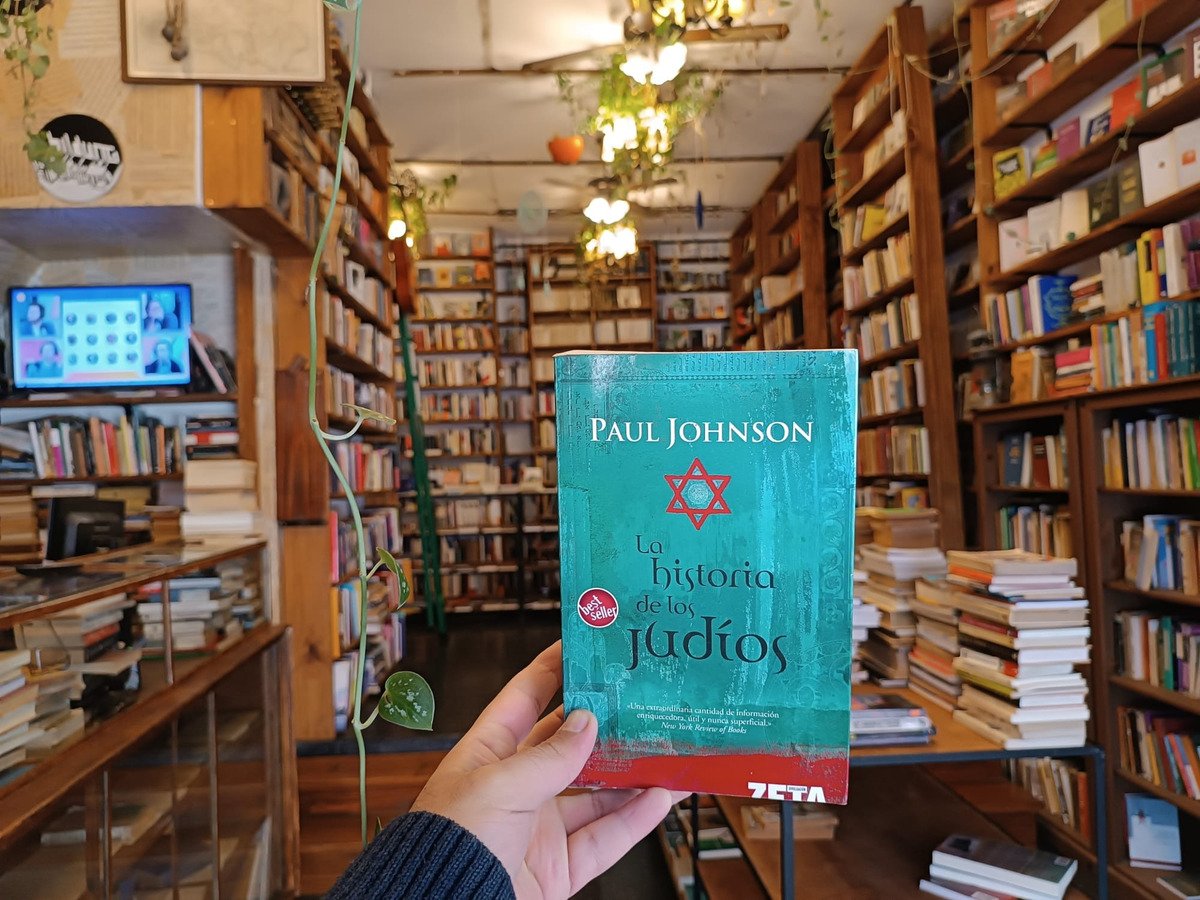 PAUL JOHNSON
La
historia
de los
judíos
best
seller
«Una extraordinaria cantidad de información
enriquecedora, útil y nunca superficial.»
New York Review of Books
ZETA